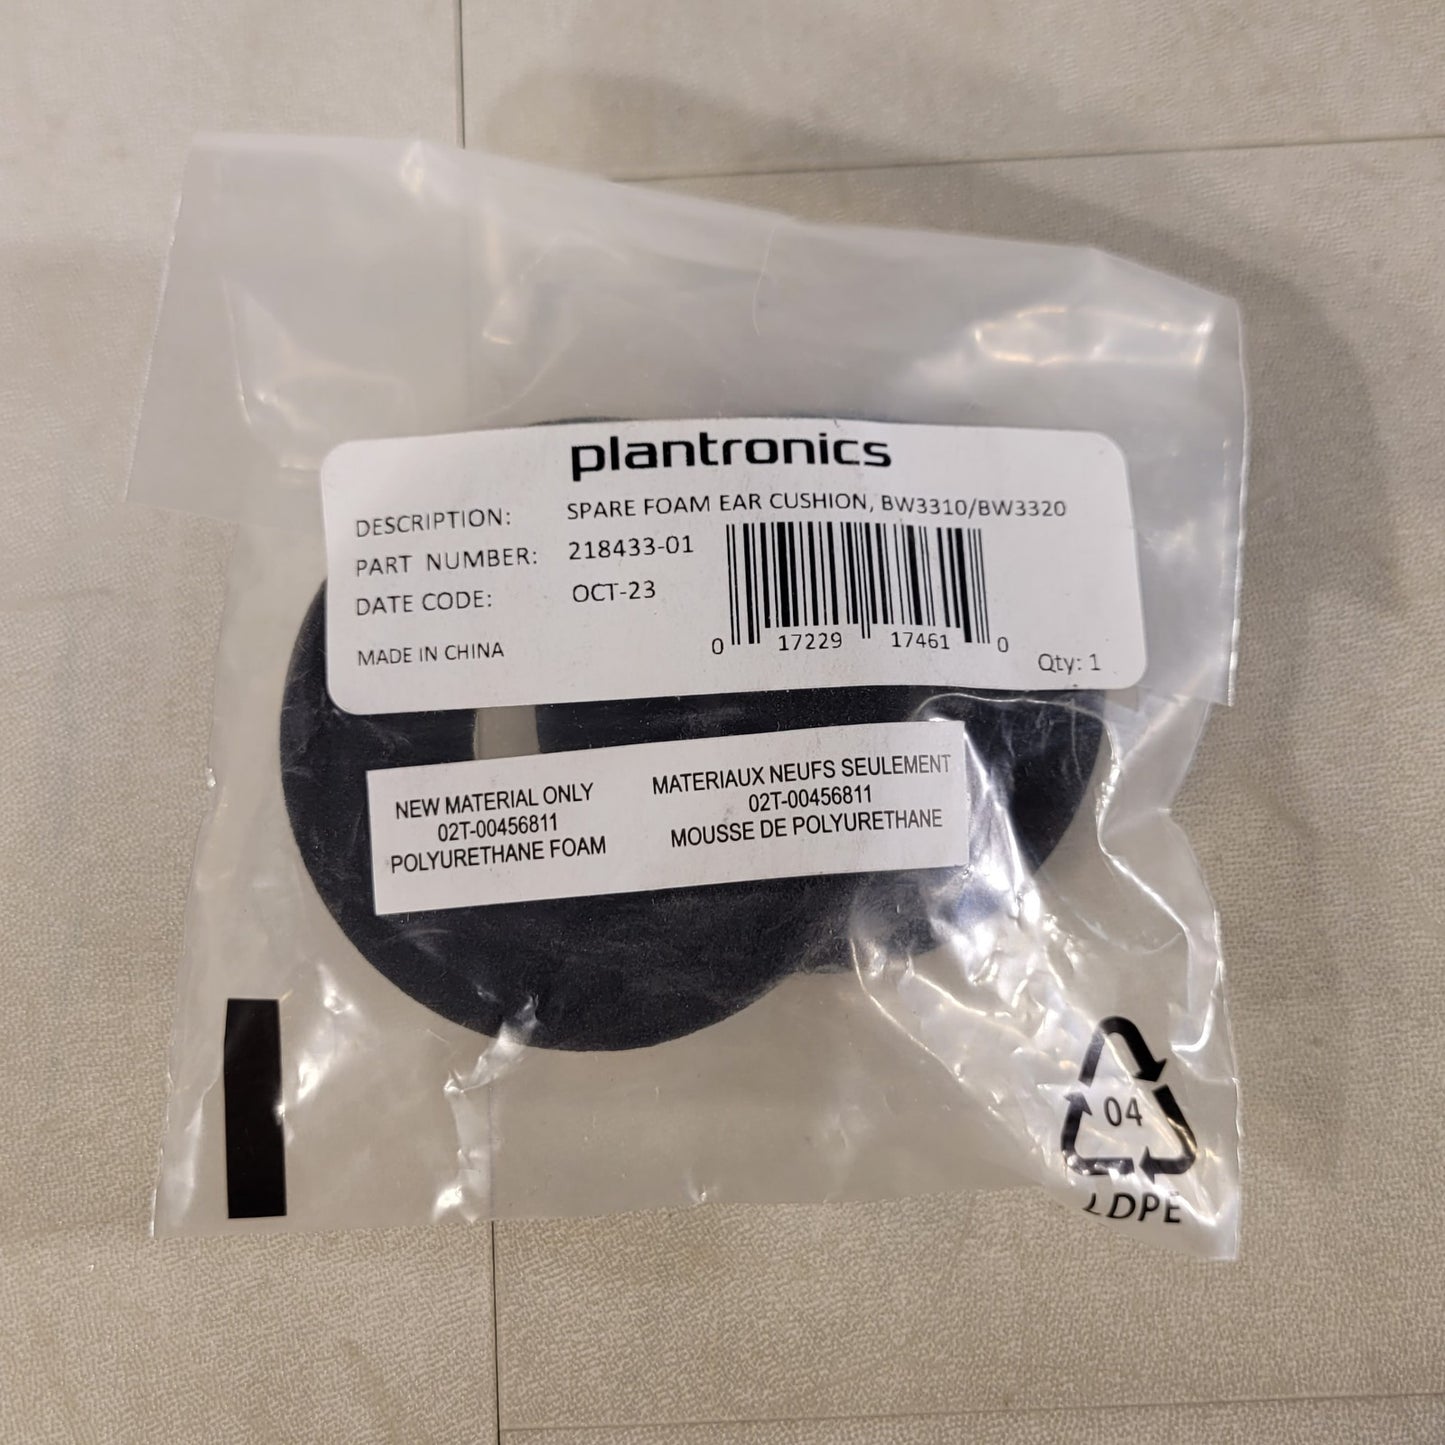 plantronics
DESCRIPTION: SPARE FOAM EAR CUSHION, BW3310/BW3320
PART NUMBER: 218433-01
DATE CODE: OCT-23
MADE IN CHINA
0 17229 17461 0
Qty: 1
NEW MATERIAL ONLY
02T-00456811
POLYURETHANE FOAM
MATERIAUX NEUFS SEULEMENT
02T-00456811
MOUSSE DE POLYURETHANE
04
LDPE